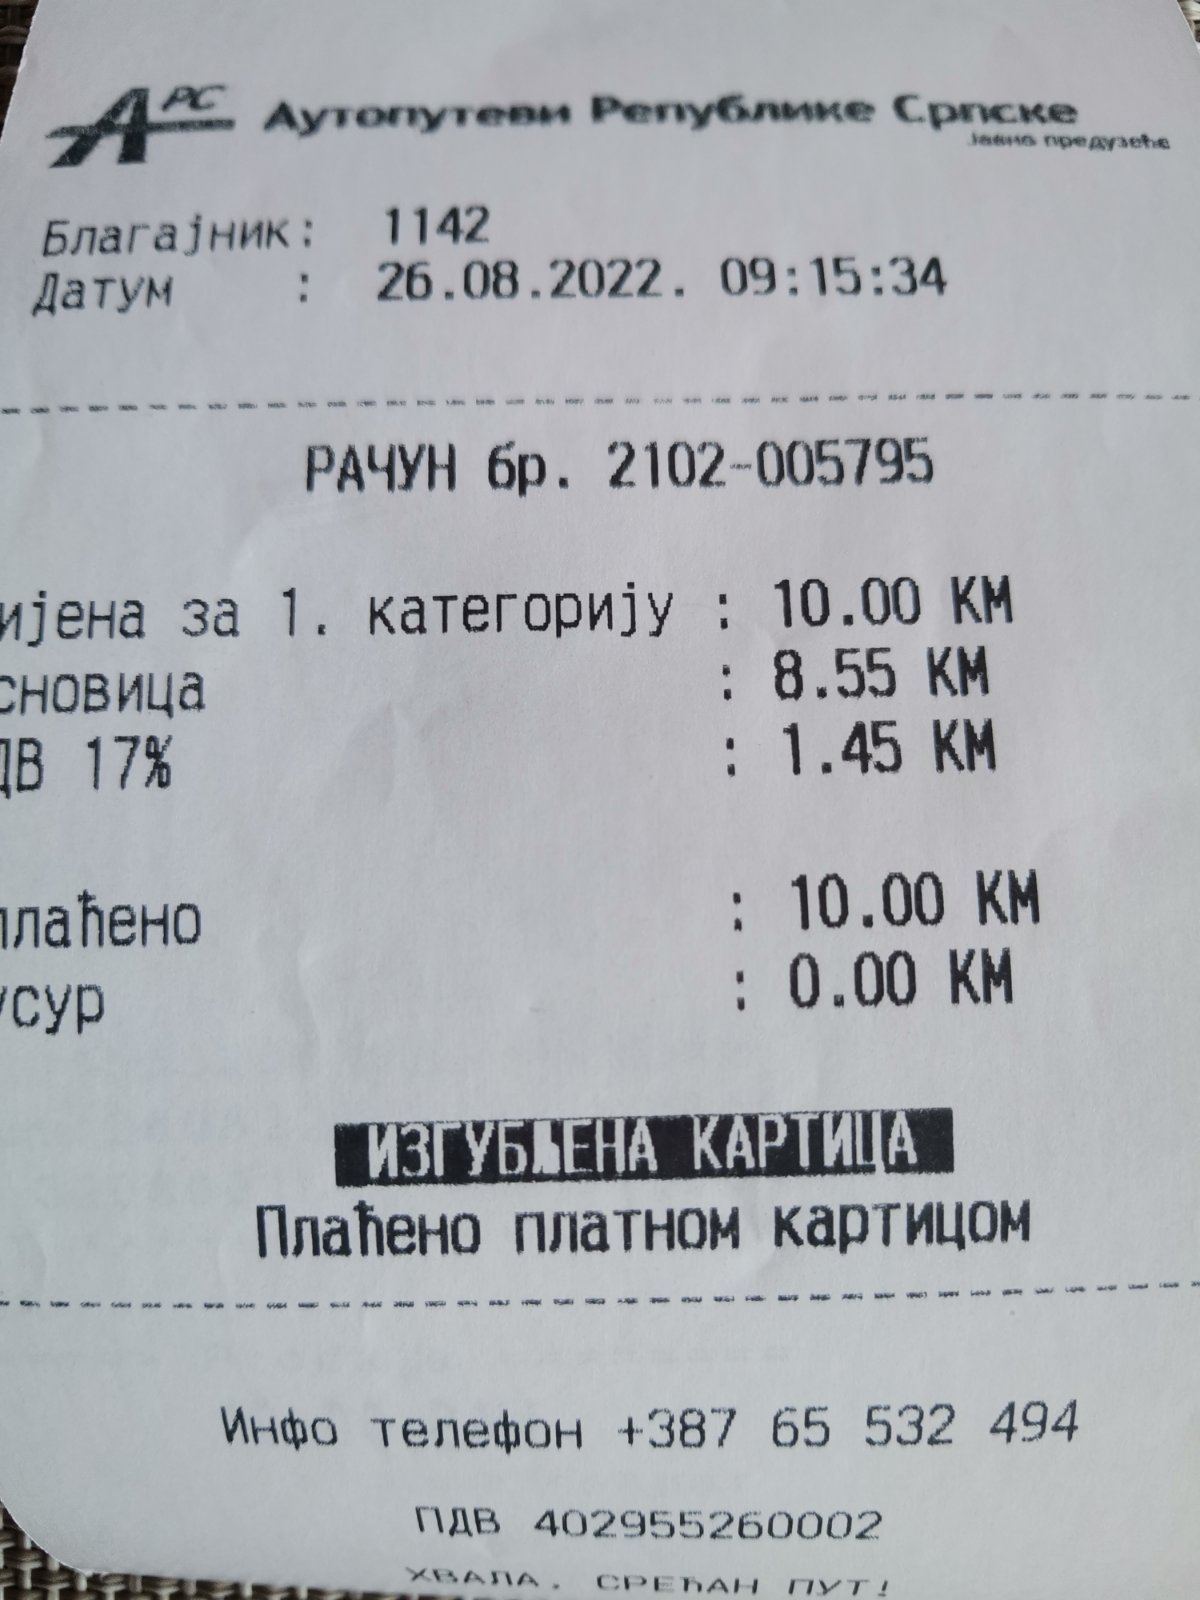 АРС Аутопутеви Републике Српске
Јавно предузеће
Благајник: 1142
Датум : 26.08.2022. 09:15:34
РАЧУН бр. 2102-005795
ијена за 1. категорију : 10.00 КМ
сновица : 8.55 КМ
ДВ 17% : 1.45 КМ
плаћено : 10.00 КМ
усур : 0.00 КМ
ИЗГУБЉЕНА КАРТИЦА
Плаћено платном картицом
Инфо телефон +387 65 532 494
ПДВ 402955260002
ХВАЛА, СРЕЋАН ПУТ!